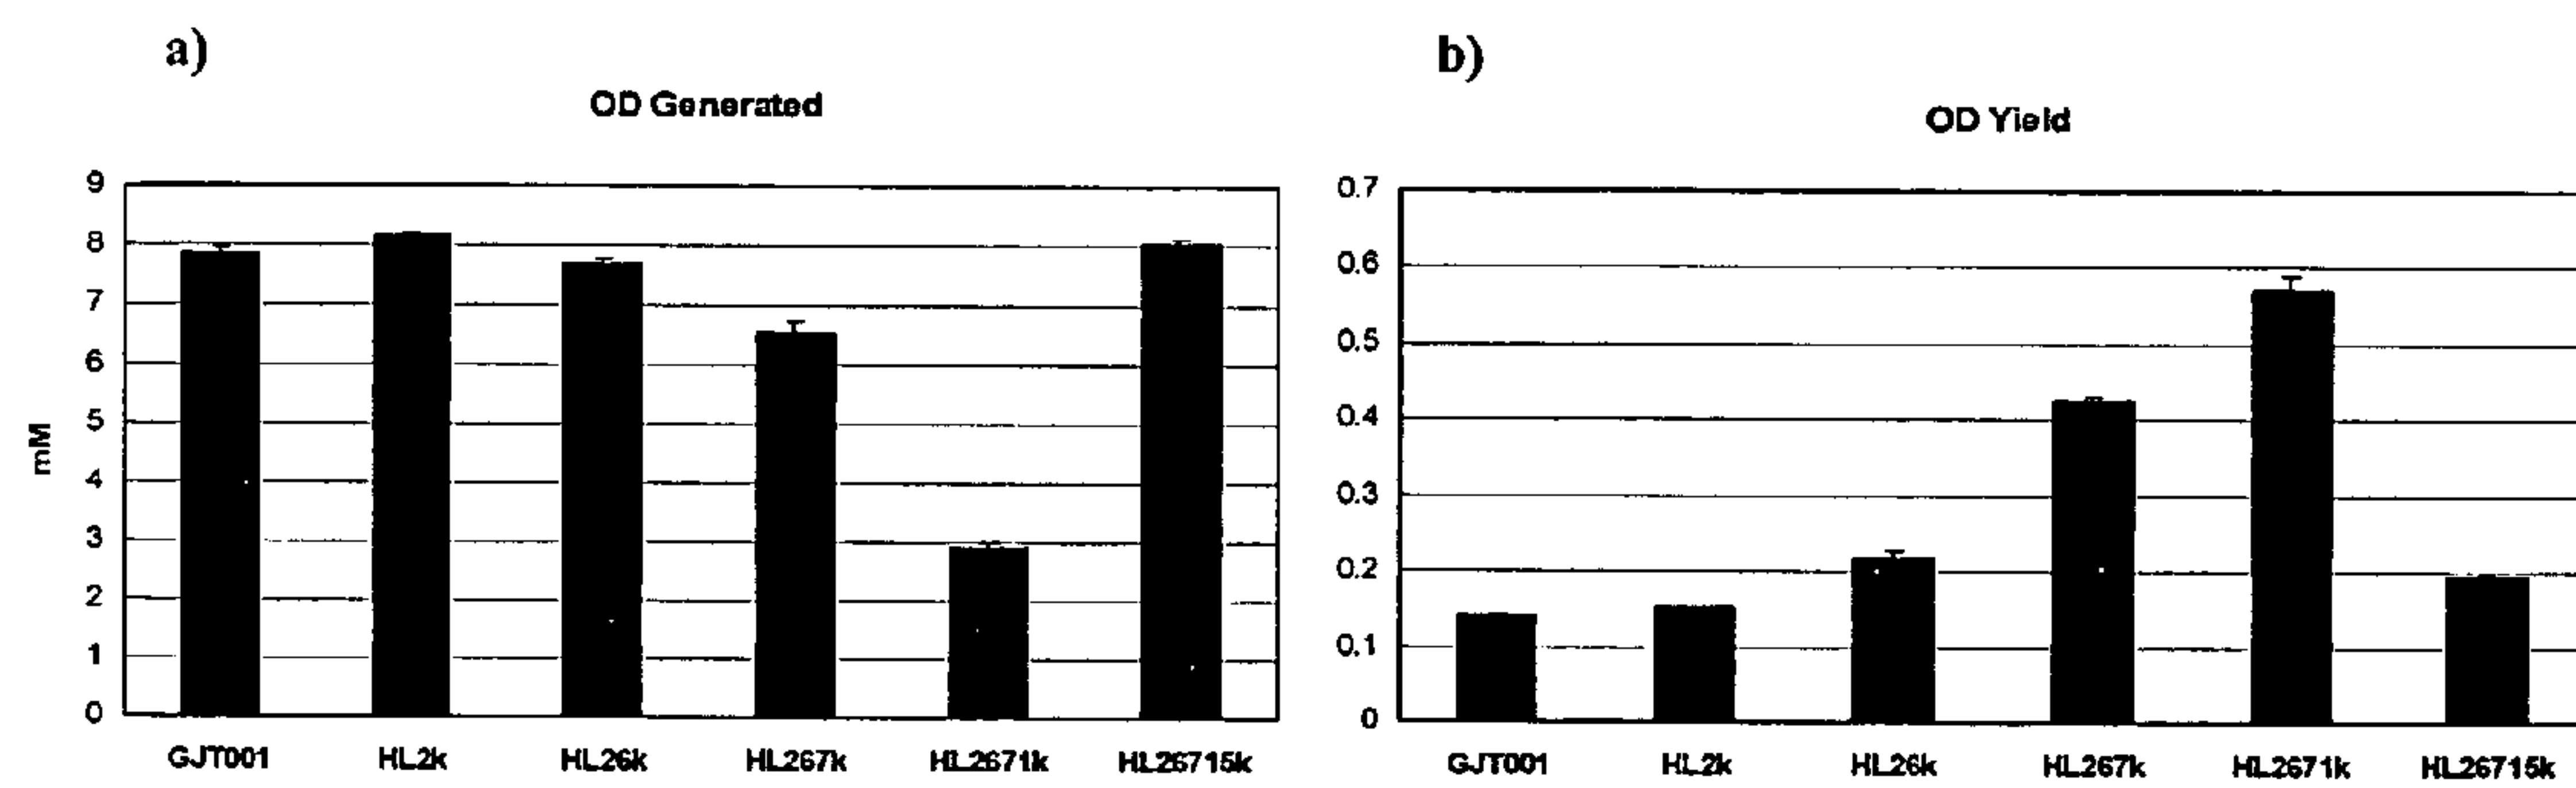 a)
OD Generated
9
8
7
6
5
4
3
2
1
0
mM
GJT001 HL2k HL26k HL267k HL2671k HL26715k
b)
OD Yield
0.7
0.6
0.5
0.4
0.3
0.2
0.1
0
GJT001 HL2k HL26k HL267k HL2671k HL26715k